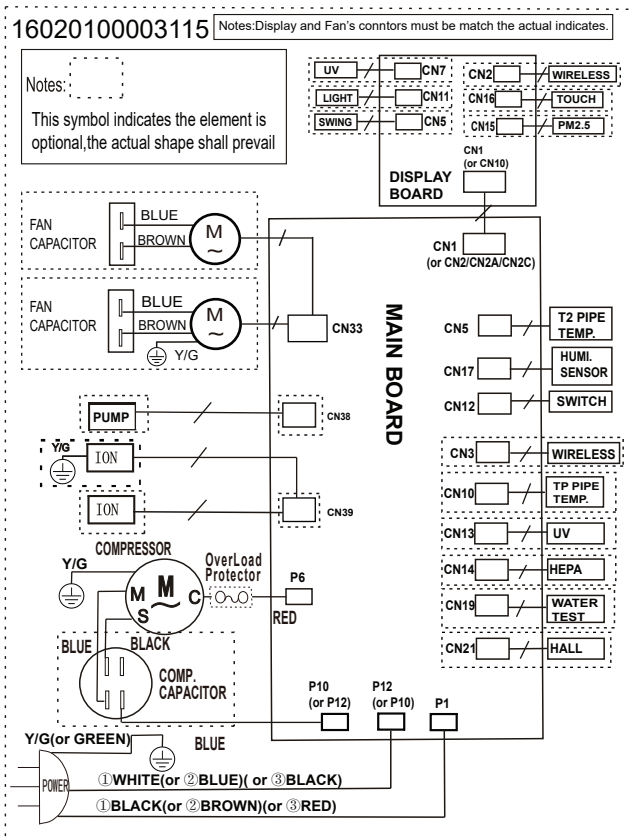 16020100003115
Notes:Display and Fan's conntors must be match the actual indicates.
Notes:
This symbol indicates the element is
optional,the actual shape shall prevail
UV
CN7
LIGHT
CN11
SWING
CN5
CN2
WIRELESS
CN16
TOUCH
CN15
PM2.5
CN1
(or CN10)
DISPLAY
BOARD
CN1
(or CN2/CN2A/CN2C)
FAN
CAPACITOR
BLUE
BROWN
M
~
FAN
CAPACITOR
BLUE
BROWN
Y/G
M
~
CN33
MAIN BOARD
CN5
T2 PIPE
TEMP.
CN17
HUMI.
SENSOR
CN12
SWITCH
PUMP
CN38
Y/G
ION
ION
CN39
CN3
WIRELESS
CN10
TP PIPE
TEMP.
CN13
UV
CN14
HEPA
CN19
WATER
TEST
CN21
HALL
COMPRESSOR
Y/G
M
M
~
S
C
OverLoad
Protector
P6
RED
BLUE
BLACK
COMP.
CAPACITOR
P10
(or P12)
P12
(or P10)
P1
BLUE
Y/G(or GREEN)
POWER
①WHITE(or ②BLUE)( or ③BLACK)
①BLACK(or ②BROWN)(or ③RED)